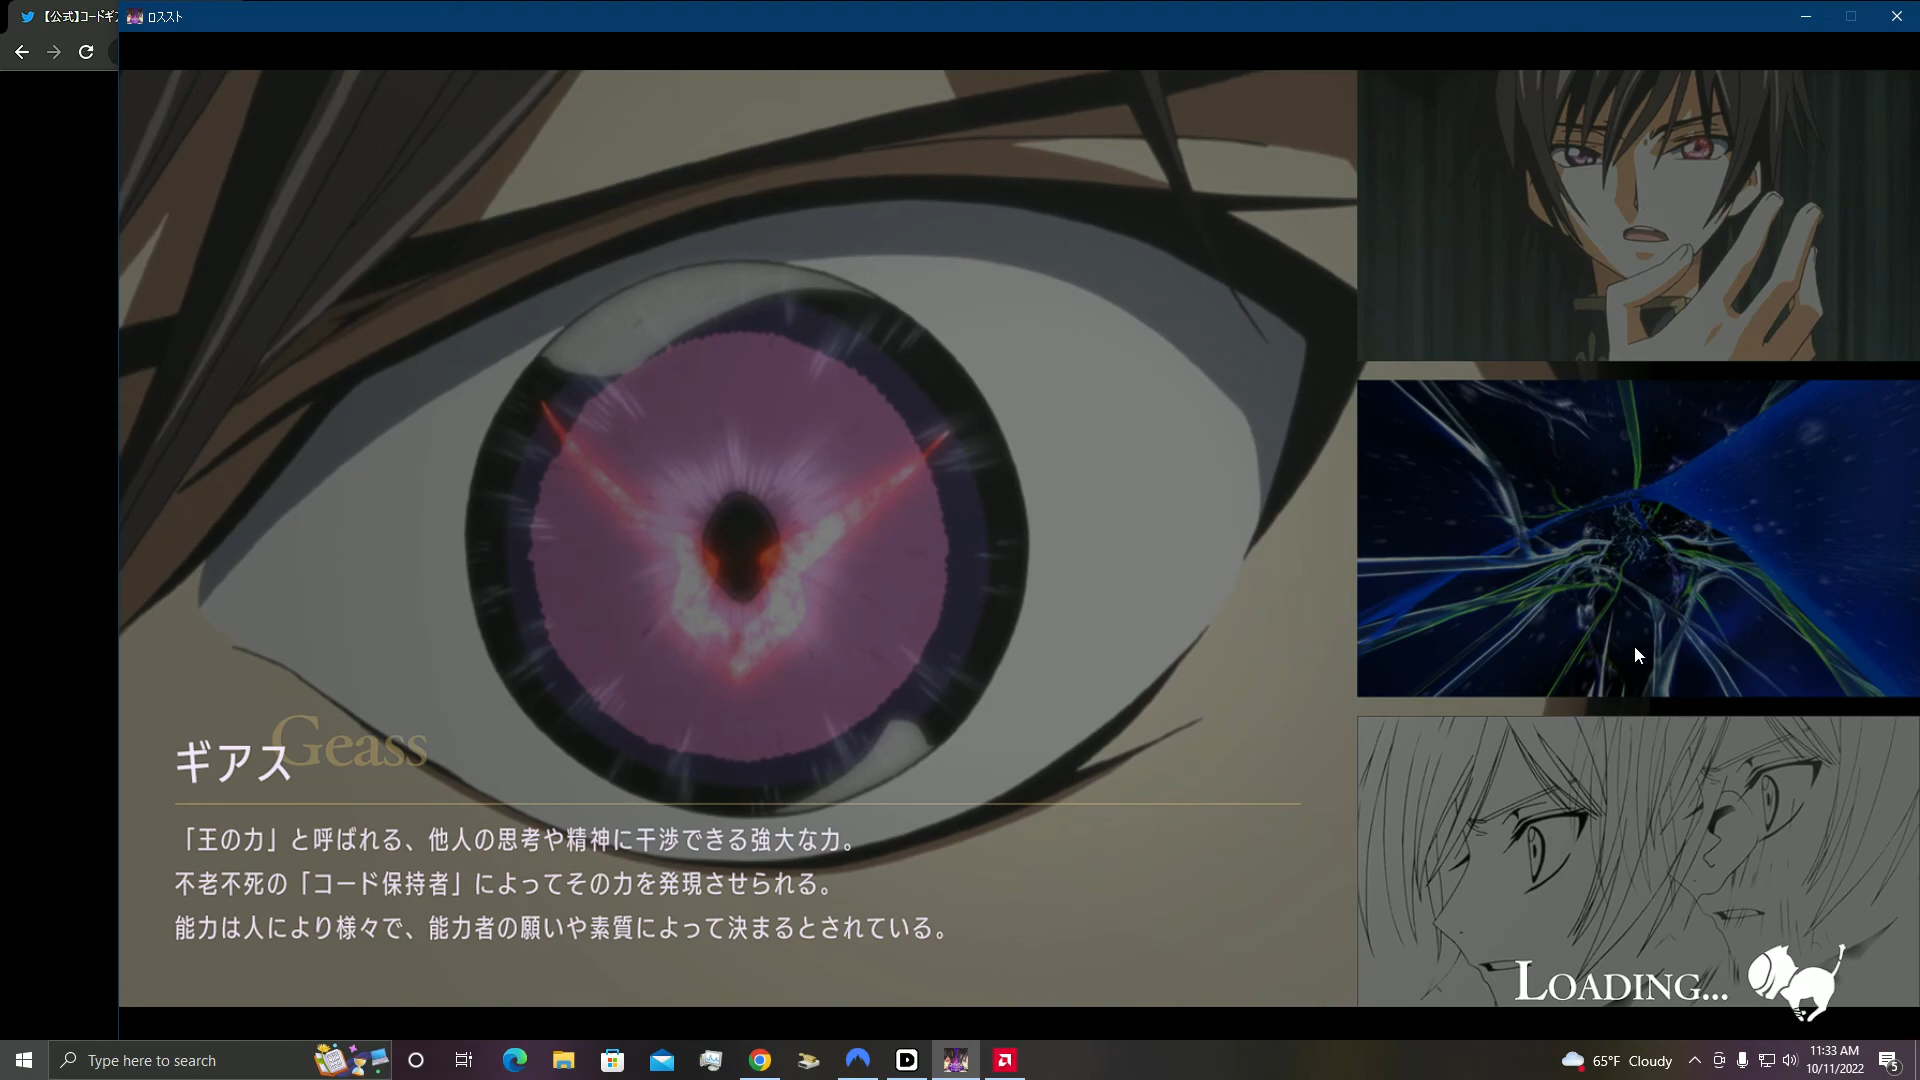 【公式】コードギア
ロススト
Geass
ギアス
「王の力」と呼ばれる、他人の思考や精神に干渉できる強大な力。
不老不死の「コード保持者」によってその力を発現させられる。
能力は人により様々で、能力者の願いや素質によって決まるとされている。
LOADING...
Type here to search
65°F Cloudy
11:33 AM
10/11/2022
5